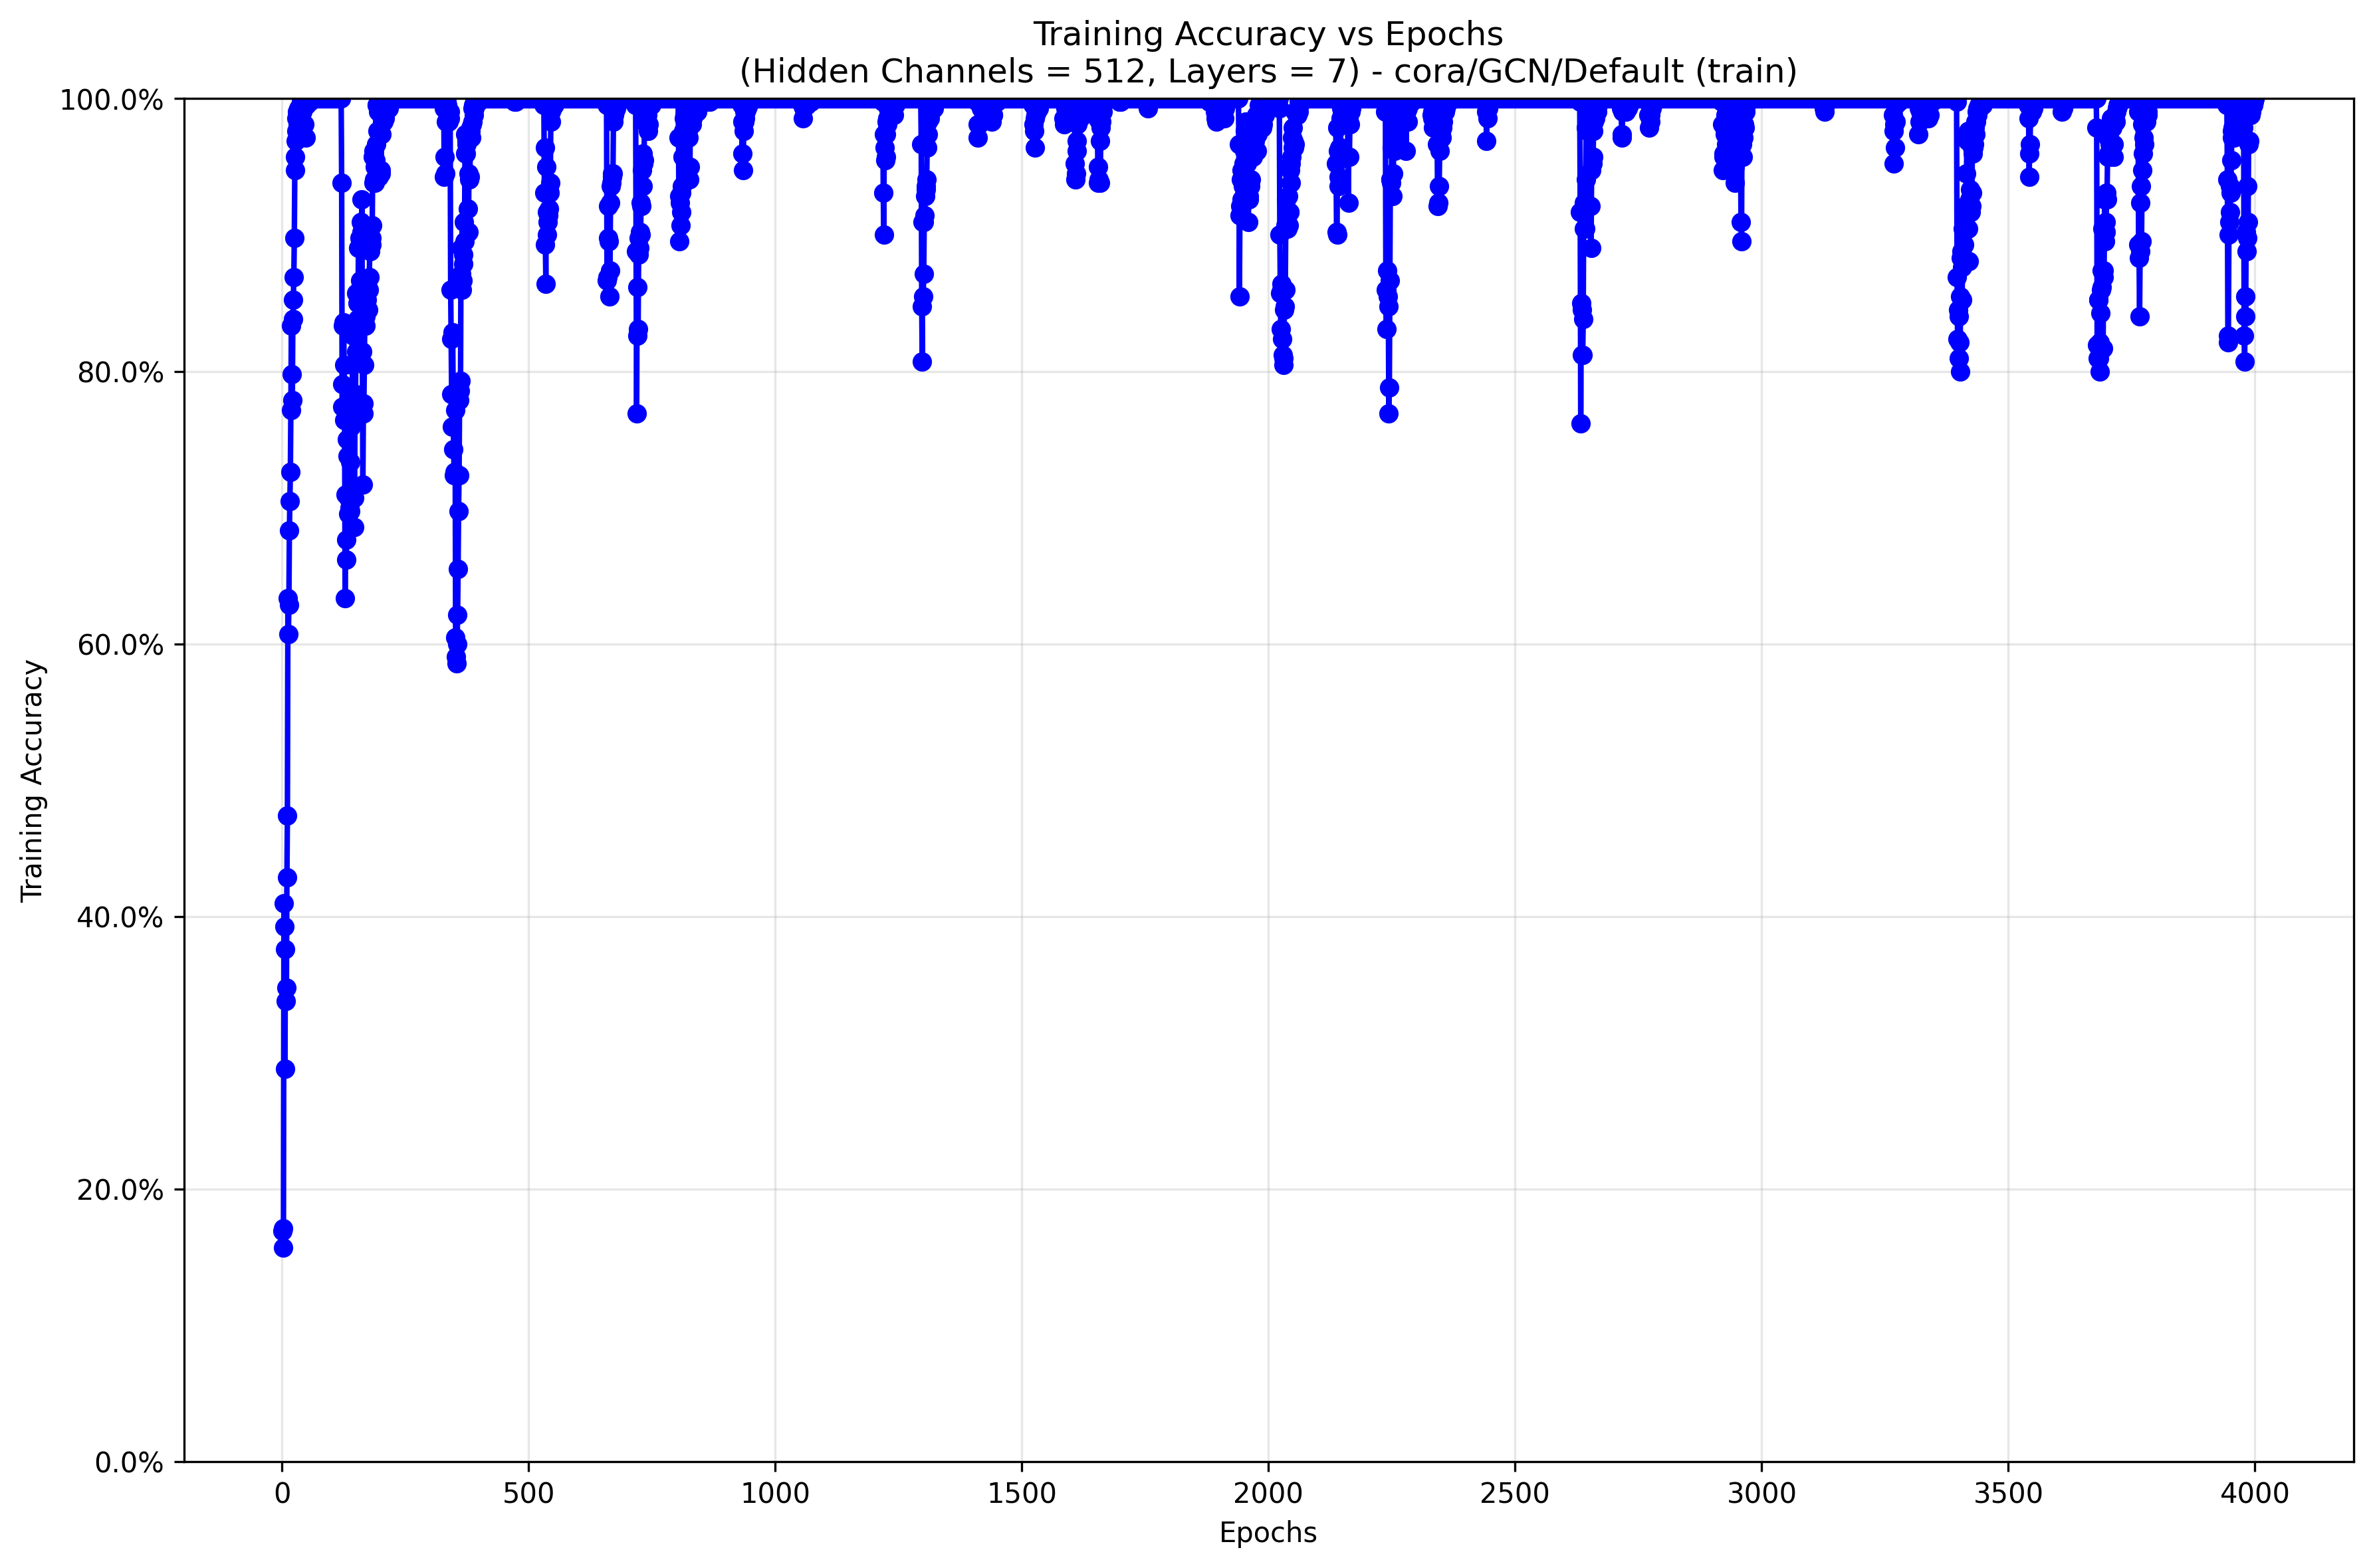 Training Accuracy vs Epochs
(Hidden Channels = 512, Layers = 7) - cora/GCN/Default (train)
100.0%
80.0%
60.0%
40.0%
20.0%
0.0%
Training Accuracy
0 500 1000 1500 2000 2500 3000 3500 4000
Epochs